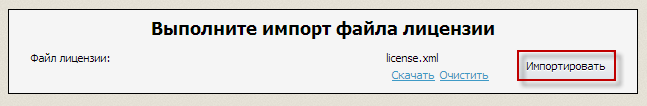 Выполните импорт файла лицензии
Файл лицензии: license.xml Импортировать
Скачать Очистить